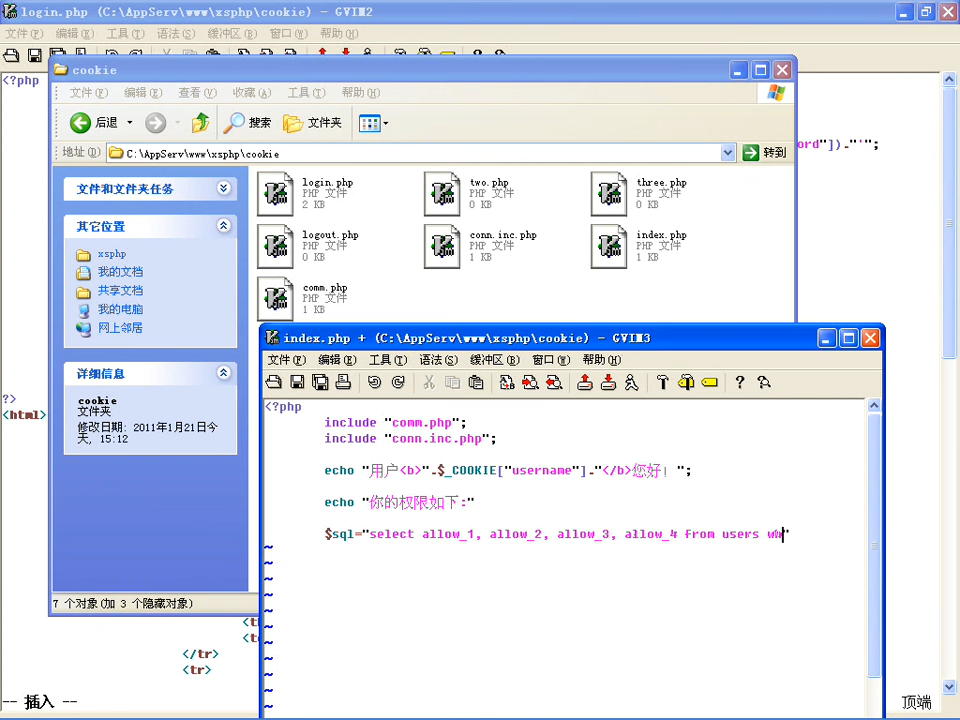 login.php (C:\AppServ\www\xsphp\cookie) - GVIM2
文件(F) 编辑(E) 工具(T) 语法(S) 缓冲区(B) 窗口(W) 帮助(H)
<?php
ord"])."'";
?>
<html>
</tr>
<tr>
-- 插入 --
顶端
cookie
文件(F) 编辑(E) 查看(V) 收藏(A) 工具(T) 帮助(H)
后退 搜索 文件夹
地址(D) C:\AppServ\www\xsphp\cookie 转到
文件和文件夹任务
其它位置
xsphp
我的文档
共享文档
我的电脑
网上邻居
详细信息
cookie
文件夹
修改日期: 2011年1月21日今
天, 15:12
login.php
PHP 文件
2 KB
two.php
PHP 文件
0 KB
three.php
PHP 文件
0 KB
logout.php
PHP 文件
0 KB
conn.inc.php
PHP 文件
1 KB
index.php
PHP 文件
1 KB
comm.php
PHP 文件
1 KB
7 个对象(加 3 个隐藏对象)
index.php + (C:\AppServ\www\xsphp\cookie) - GVIM3
文件(F) 编辑(E) 工具(T) 语法(S) 缓冲区(B) 窗口(W) 帮助(H)
<?php
include "comm.php";
include "conn.inc.php";
echo "用户<b>".$_COOKIE["username"]."</b>您好! ";
echo "你的权限如下:"
$sql="select allow_1, allow_2, allow_3, allow_4 from users ww"